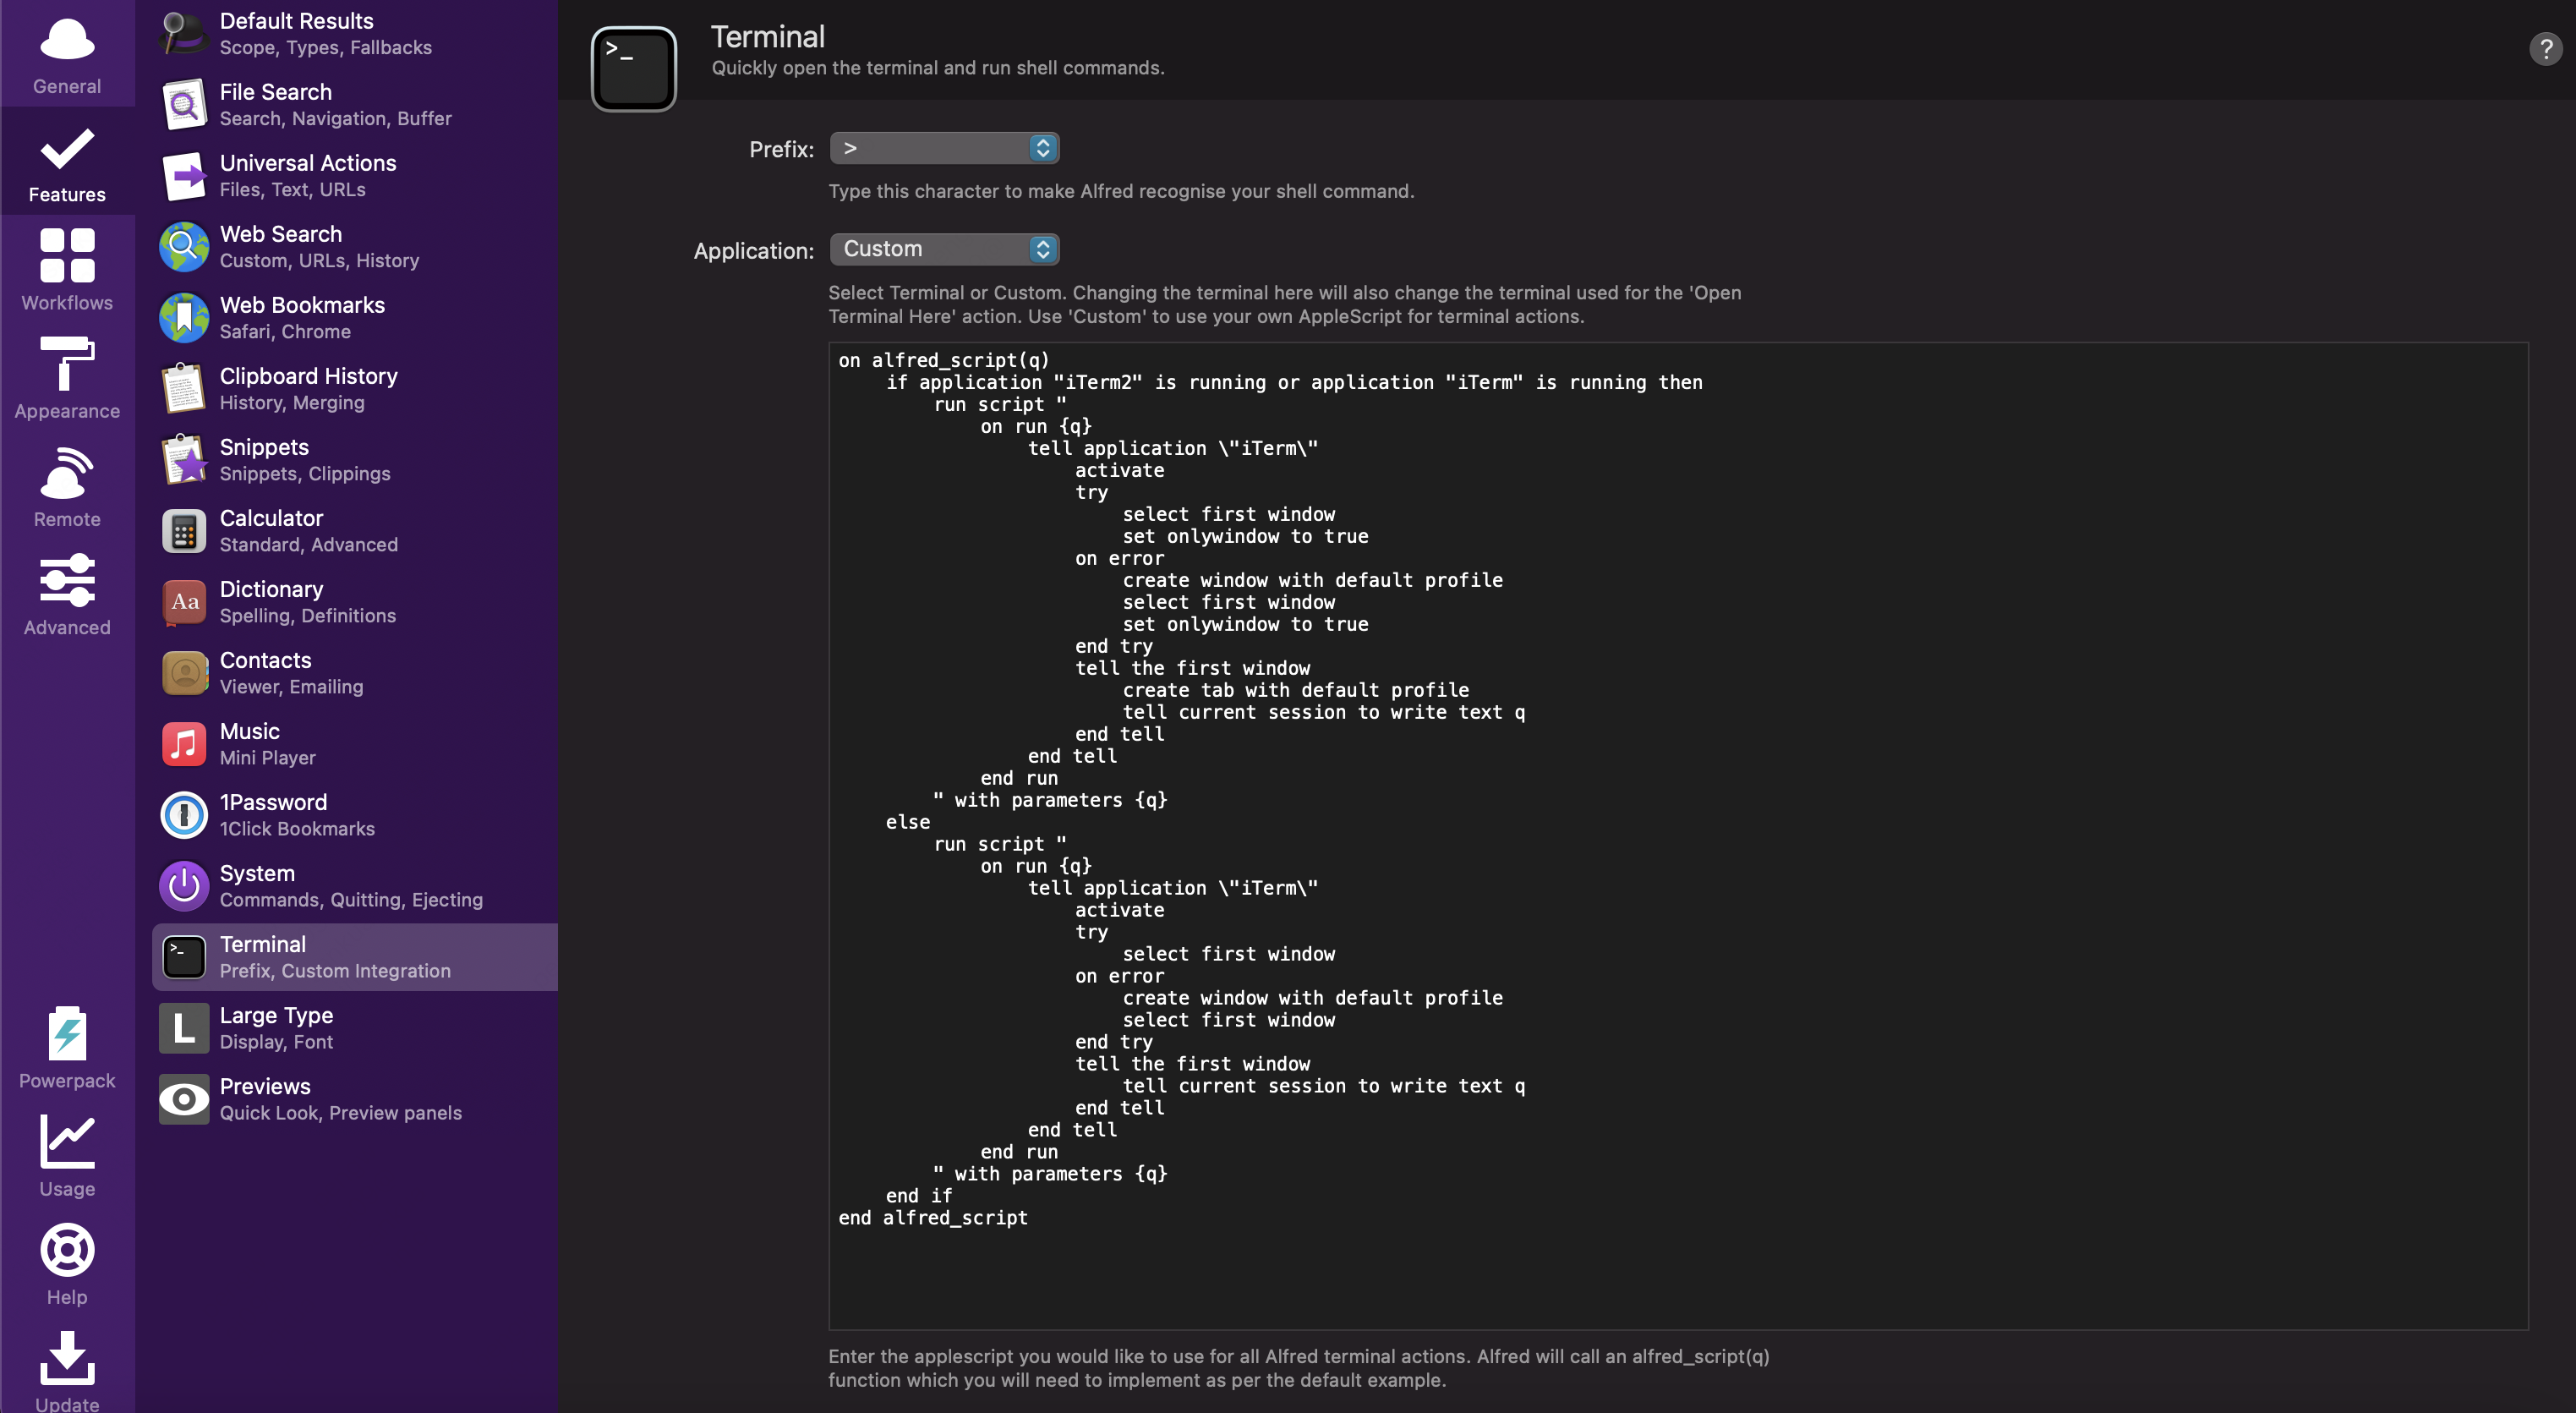 General
Features
Workflows
Appearance
Remote
Advanced
Powerpack
Usage
Help
Update
Default Results
Scope, Types, Fallbacks
File Search
Search, Navigation, Buffer
Universal Actions
Files, Text, URLs
Web Search
Custom, URLs, History
Web Bookmarks
Safari, Chrome
Clipboard History
History, Merging
Snippets
Snippets, Clippings
Calculator
Standard, Advanced
Aa
Dictionary
Spelling, Definitions
Contacts
Viewer, Emailing
Music
Mini Player
1Password
1Click Bookmarks
System
Commands, Quitting, Ejecting
>_
Terminal
Prefix, Custom Integration
L
Large Type
Display, Font
Previews
Quick Look, Preview panels
>_
Terminal
Quickly open the terminal and run shell commands.
?
Prefix: >
Type this character to make Alfred recognise your shell command.
Application: Custom
Select Terminal or Custom. Changing the terminal here will also change the terminal used for the 'Open
Terminal Here' action. Use 'Custom' to use your own AppleScript for terminal actions.
on alfred_script(q)
if application "iTerm2" is running or application "iTerm" is running then
run script "
on run {q}
tell application \"iTerm\"
activate
try
select first window
set onlywindow to true
on error
create window with default profile
select first window
set onlywindow to true
end try
tell the first window
create tab with default profile
tell current session to write text q
end tell
end tell
end run
" with parameters {q}
else
run script "
on run {q}
tell application \"iTerm\"
activate
try
select first window
on error
create window with default profile
select first window
end try
tell the first window
tell current session to write text q
end tell
end tell
end run
" with parameters {q}
end if
end alfred_script
Enter the applescript you would like to use for all Alfred terminal actions. Alfred will call an alfred_script(q)
function which you will need to implement as per the default example.